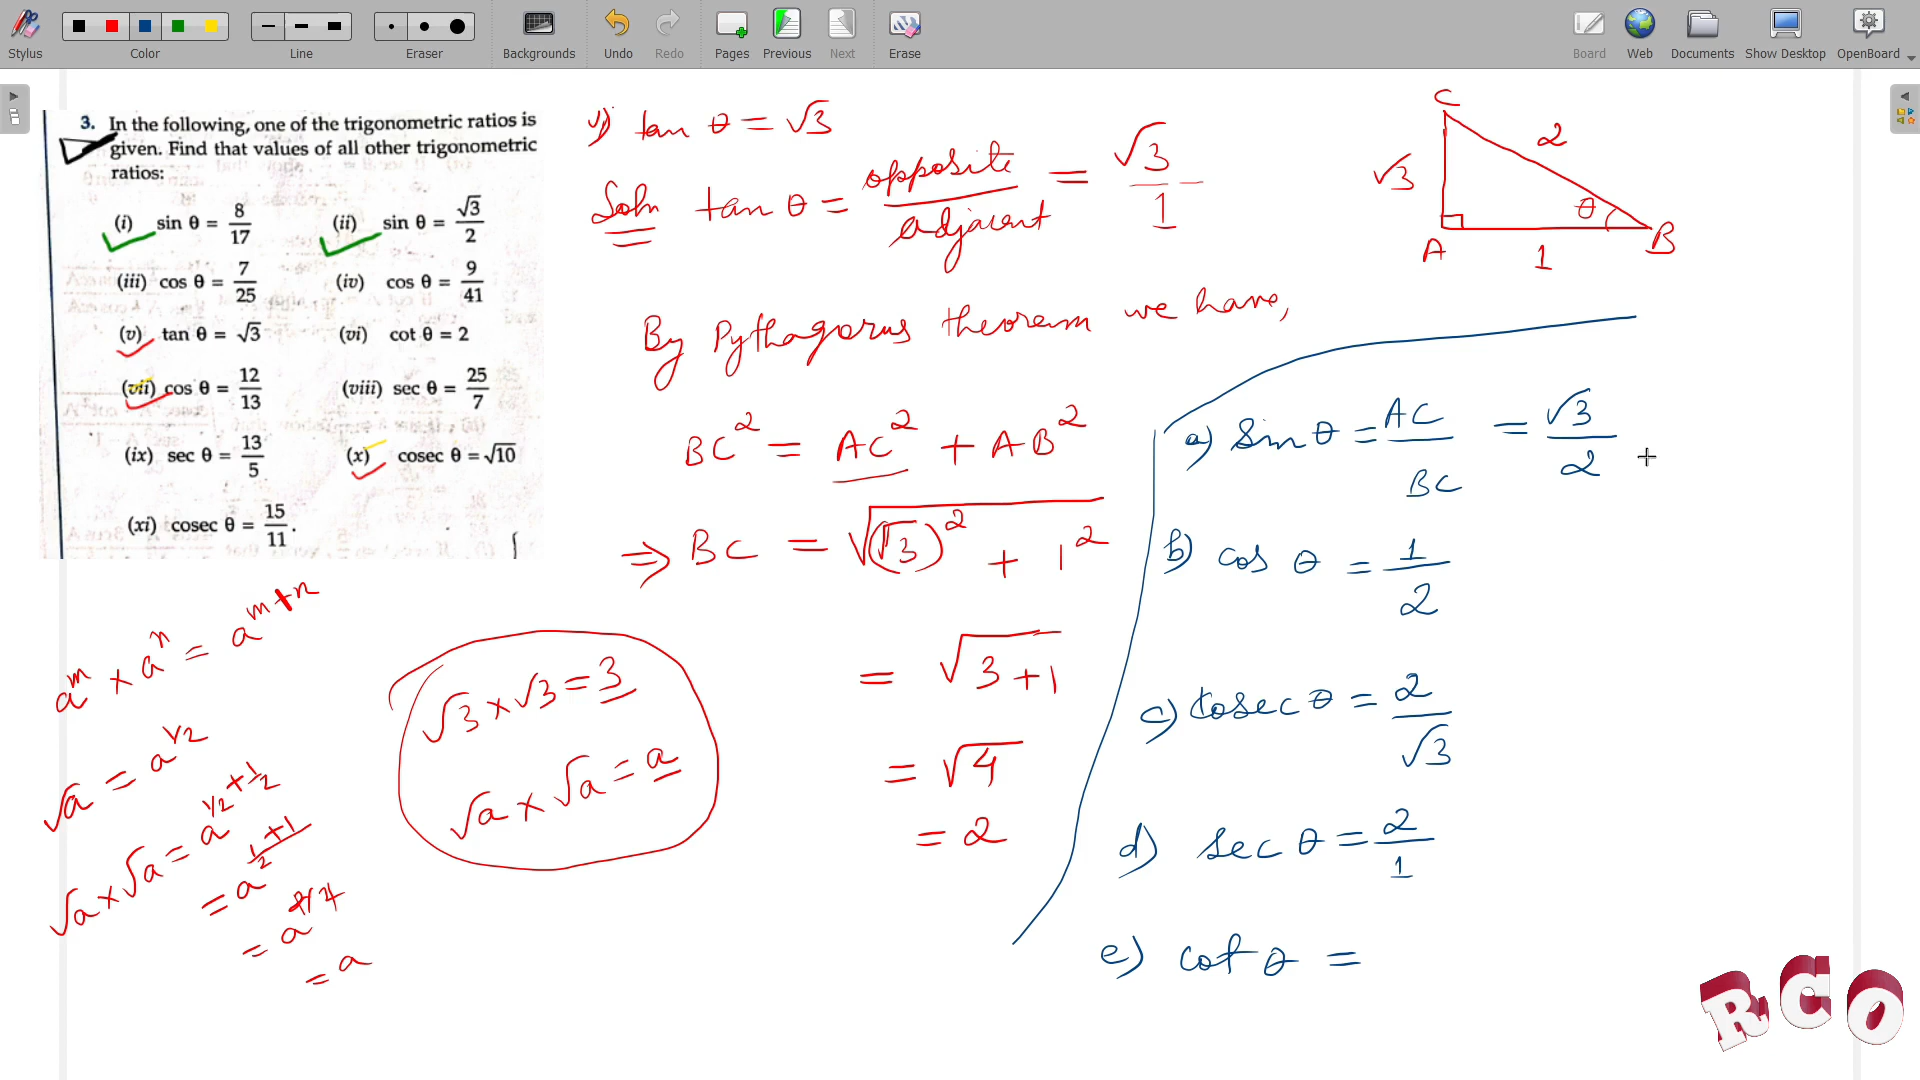 Stylus
Color
Line
Eraser
Backgrounds
Undo
Redo
Pages
Previous
Next
Erase
Board
Web
Documents
Show Desktop
OpenBoard
3. In the following, one of the trigonometric ratios is
given. Find that values of all other trigonometric
ratios:
(i) sin θ = 8/17
(ii) sin θ = √3/2
(iii) cos θ = 7/25
(iv) cos θ = 9/41
(v) tan θ = √3
(vi) cot θ = 2
(vii) cos θ = 12/13
(viii) sec θ = 25/7
(ix) sec θ = 13/5
(x) cosec θ = √10
(xi) cosec θ = 15/11.
v) tan θ = √3
Soln tan θ = opposite/adjacent = √3/1
C
2
√3
θ
A
1
B
By Pythagorus theorem we have,
BC² = AC² + AB²
⇒ BC = √(√3)² + 1²
= √3+1
= √4
= 2
a^m × a^n = a^m+n
√a = a^1/2
√a × √a = a^1/2+1/2
= a^1+1/2
= a^2/2
= a
√3 × √3 = 3
√a × √a = a
a) sin θ = AC/BC = √3/2
b) cos θ = 1/2
c) cosec θ = 2/√3
d) sec θ = 2/1
e) cot θ =
RCO